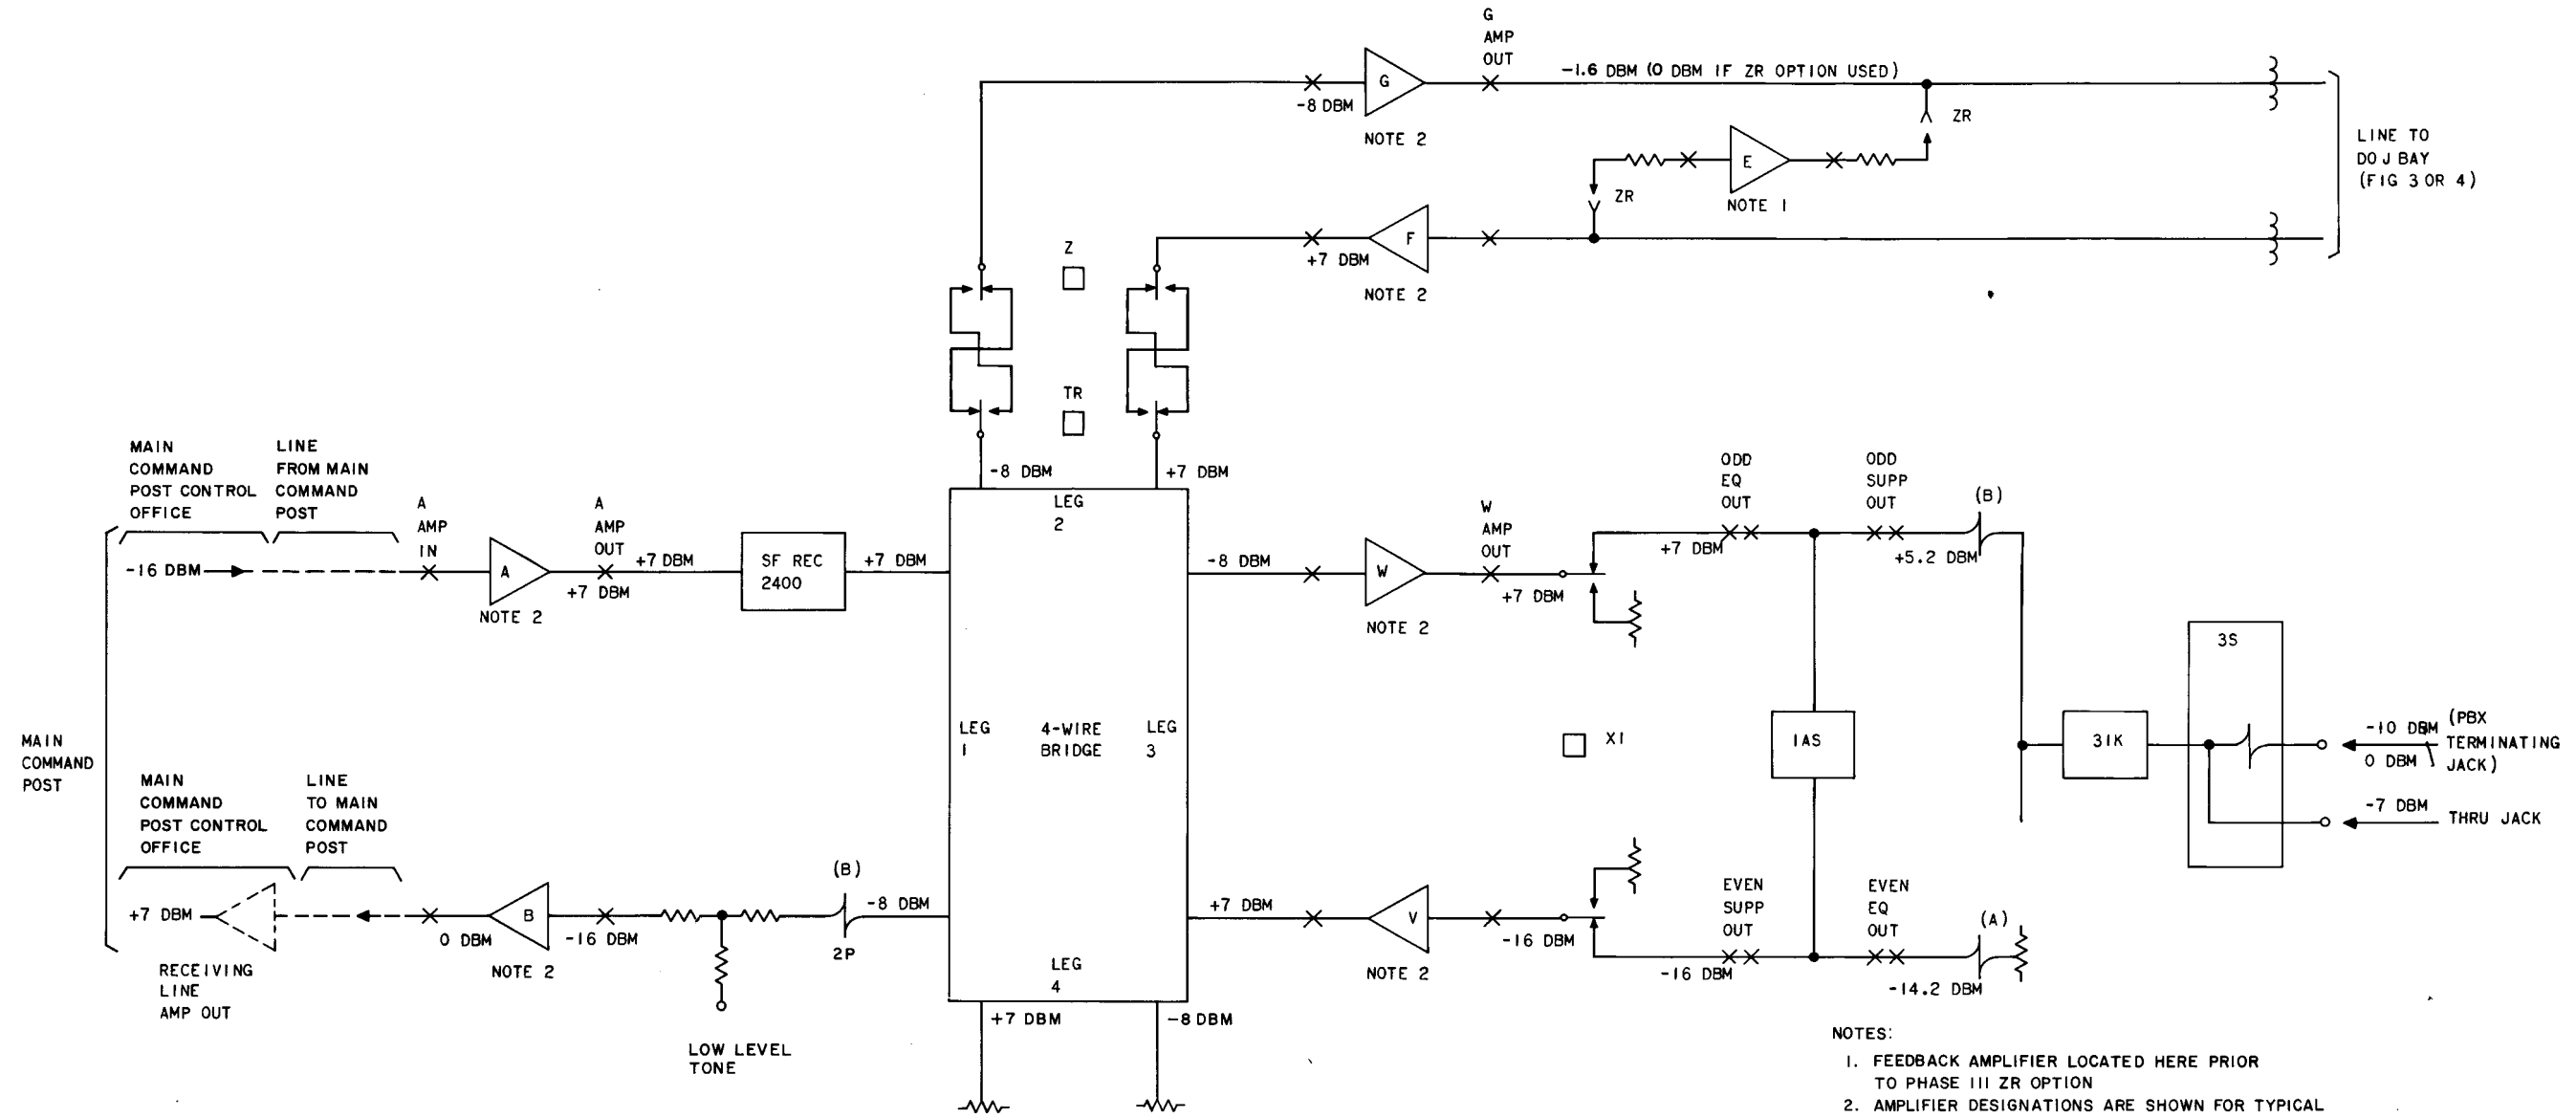 G
AMP
OUT
-1.6 DBM (0 DBM IF ZR OPTION USED)
G
-8 DBM
NOTE 2
ZR
E
NOTE 1
ZR
LINE TO
DOJ BAY
(FIG 3 OR 4)
F
+7 DBM
NOTE 2
Z
TR
-8 DBM
+7 DBM
MAIN
COMMAND
POST CONTROL
OFFICE
LINE
FROM MAIN
COMMAND
POST
-16 DBM
A
AMP
IN
A
NOTE 2
A
AMP
OUT
+7 DBM
+7 DBM
SF REC
2400
+7 DBM
LEG
2
-8 DBM
W
NOTE 2
W
AMP
OUT
+7 DBM
ODD
EQ
OUT
+7 DBM
ODD
SUPP
OUT
(B)
+5.2 DBM
MAIN
COMMAND
POST
LEG
1
4-WIRE
BRIDGE
LEG
3
X1
1AS
31K
3S
-10 DBM
0 DBM
(PBX
TERMINATING
JACK)
-7 DBM
THRU JACK
MAIN
COMMAND
POST CONTROL
OFFICE
LINE
TO MAIN
COMMAND
POST
+7 DBM
RECEIVING
LINE
AMP OUT
0 DBM
B
NOTE 2
-16 DBM
LOW LEVEL
TONE
(B)
2P
-8 DBM
LEG
4
+7 DBM
-8 DBM
+7 DBM
V
NOTE 2
-16 DBM
EVEN
SUPP
OUT
-16 DBM
EVEN
EQ
OUT
(A)
-14.2 DBM
NOTES:
1. FEEDBACK AMPLIFIER LOCATED HERE PRIOR
TO PHASE III ZR OPTION
2. AMPLIFIER DESIGNATIONS ARE SHOWN FOR TYPICAL